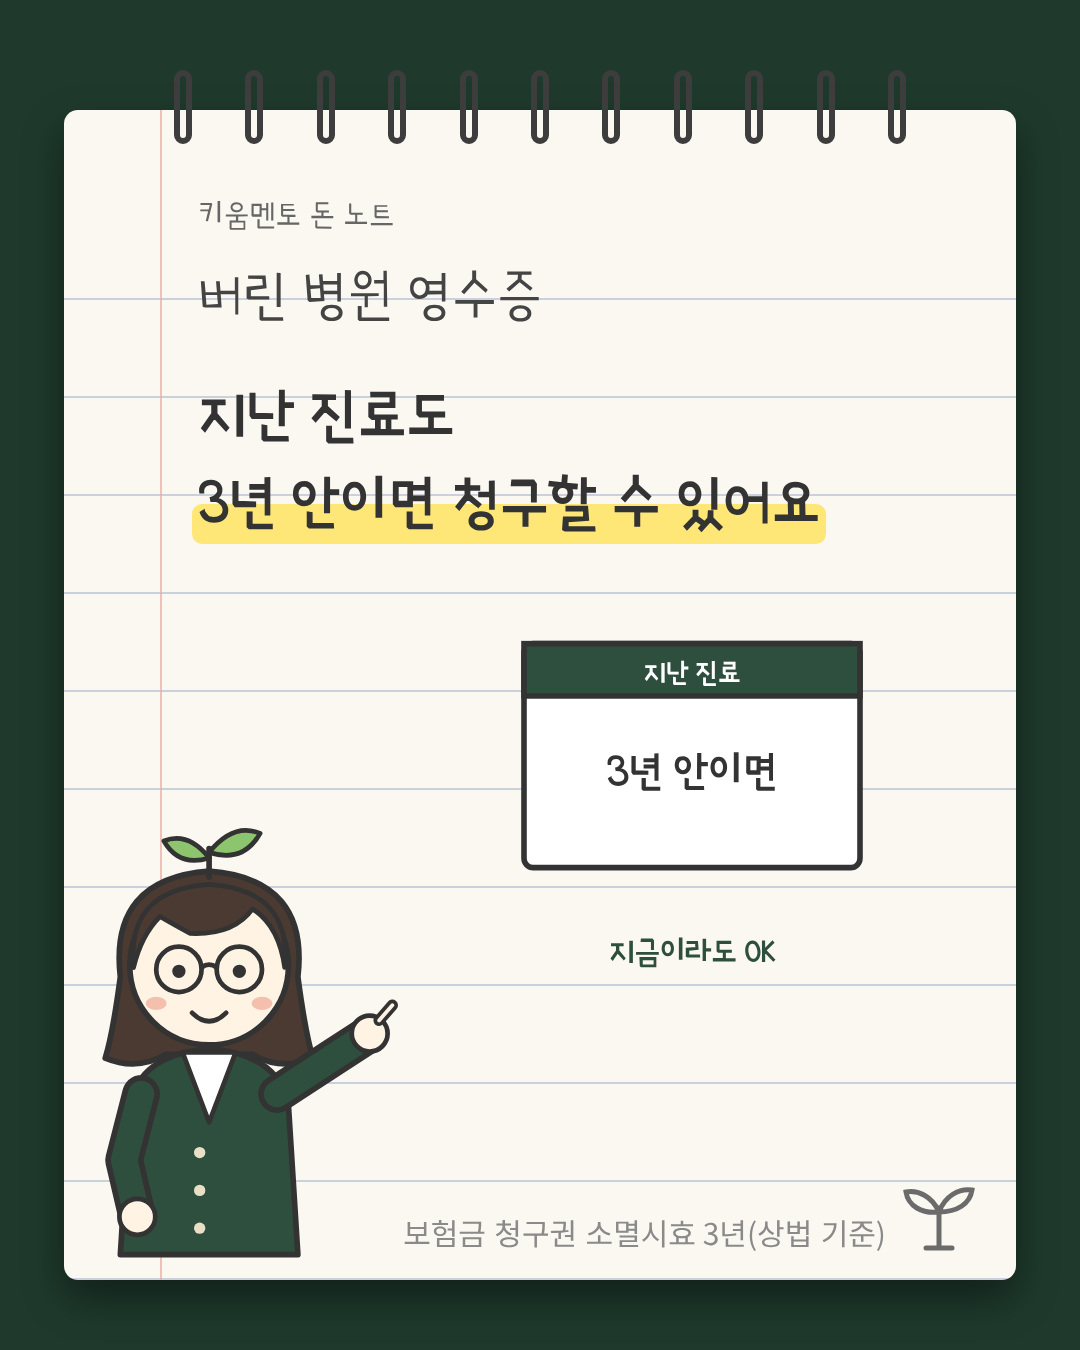 키움멘토 돈 노트
버린 병원 영수증
지난 진료도
3년 안이면 청구할 수 있어요
지난 진료
3년 안이면
지금이라도 OK
보험금 청구권 소멸시효 3년(상법 기준)